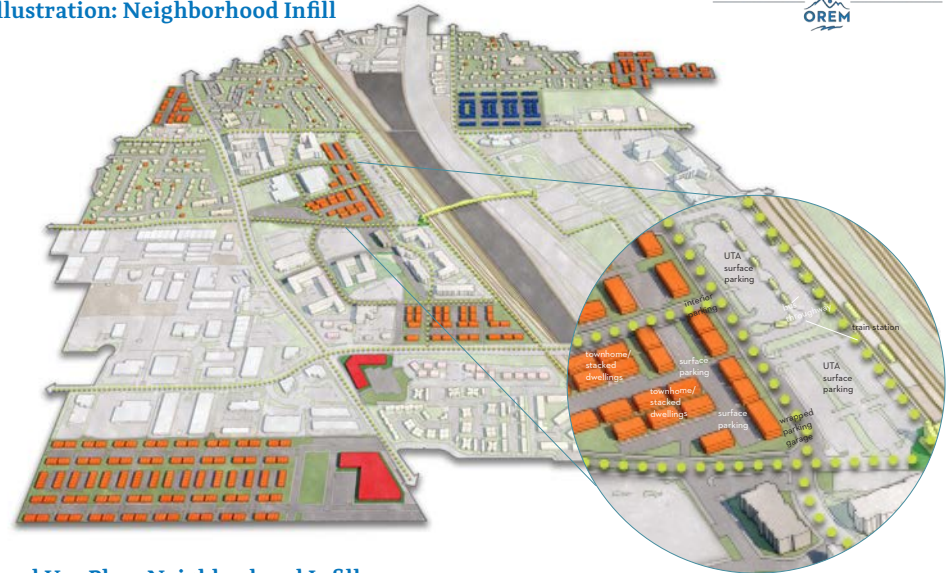 llustration: Neighborhood Infill
OREM
UTA
surface
parking
interior
parking
train station
townhome/
stacked
dwellings
surface
parking
UTA
surface
parking
townhome/
stacked
dwellings
surface
parking
wrapped
parking
garage